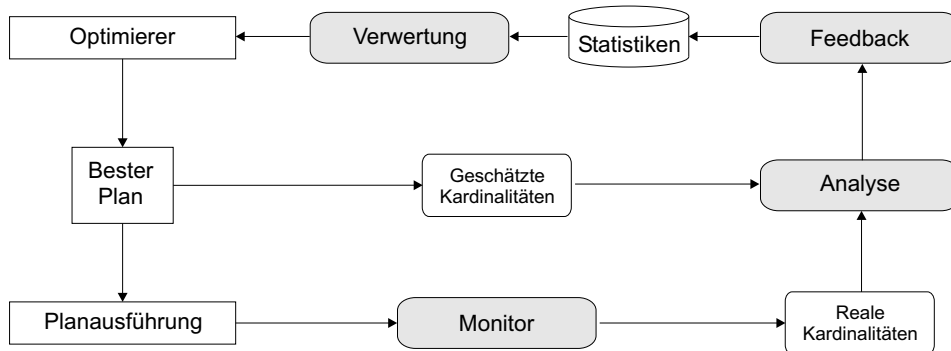 Optimierer
Verwertung
Statistiken
Feedback
Bester
Plan
Geschätzte
Kardinalitäten
Analyse
Planausführung
Monitor
Reale
Kardinalitäten